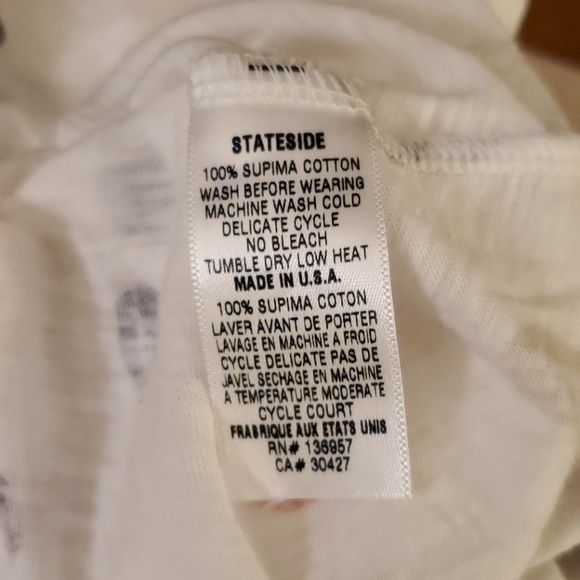 STATESIDE
100% SUPIMA COTTON
WASH BEFORE WEARING
MACHINE WASH COLD
DELICATE CYCLE
NO BLEACH
TUMBLE DRY LOW HEAT
MADE IN U.S.A.
100% SUPIMA COTON
LAVER AVANT DE PORTER
LAVAGE EN MACHINE A FROID
CYCLE DELICATE PAS DE
JAVEL SECHAGE EN MACHINE
A TEMPERATURE MODERATE
CYCLE COURT
FRABRIQUE AUX ETATS UNIS
RN# 136957
CA# 30427